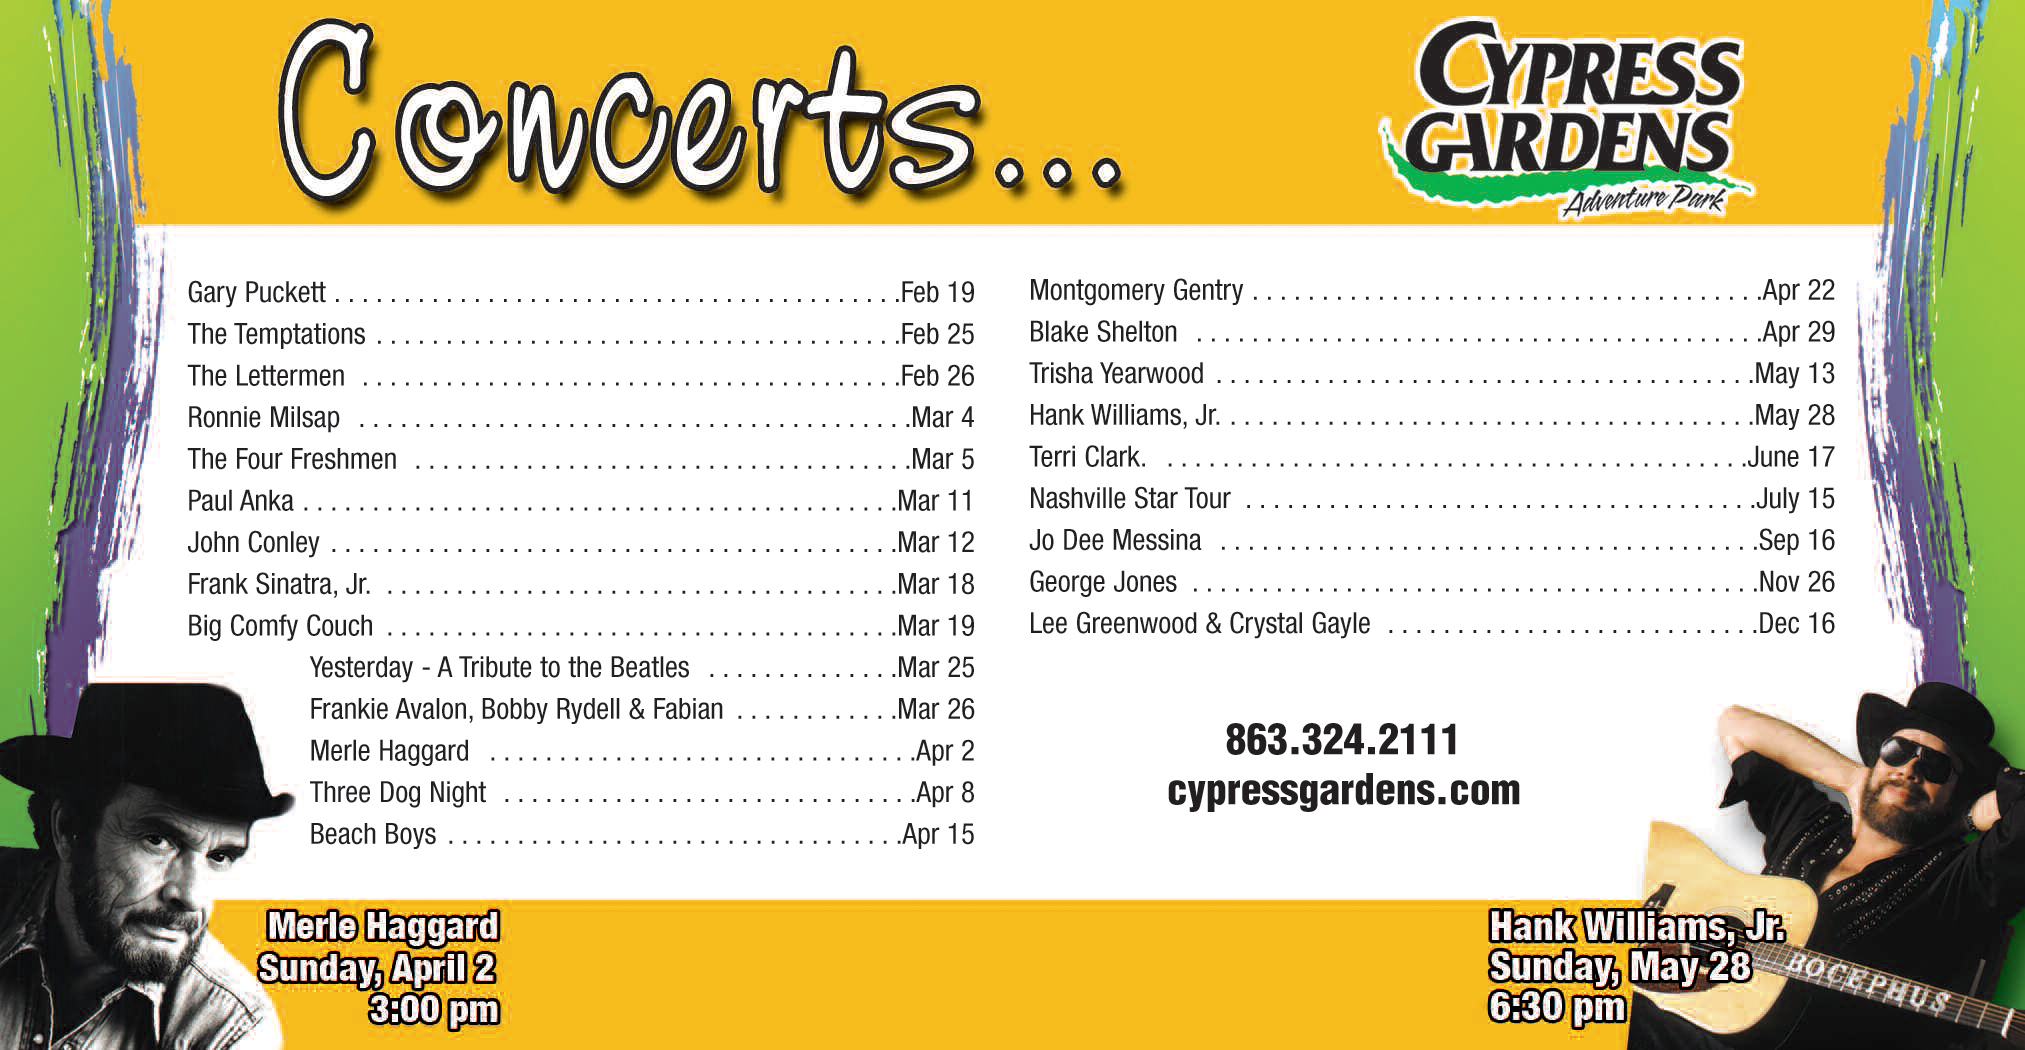 Concerts...
CYPRESS
GARDENS
Adventure Park
Gary Puckett . . . . . . . . . . . . . . . . . . . . . . . . . . . . . . . . . . . . . . . . .Feb 19
The Temptations . . . . . . . . . . . . . . . . . . . . . . . . . . . . . . . . . . . . . .Feb 25
The Lettermen . . . . . . . . . . . . . . . . . . . . . . . . . . . . . . . . . . . . . . .Feb 26
Ronnie Milsap . . . . . . . . . . . . . . . . . . . . . . . . . . . . . . . . . . . . . . . .Mar 4
The Four Freshmen . . . . . . . . . . . . . . . . . . . . . . . . . . . . . . . . . . . .Mar 5
Paul Anka . . . . . . . . . . . . . . . . . . . . . . . . . . . . . . . . . . . . . . . . . . .Mar 11
John Conley . . . . . . . . . . . . . . . . . . . . . . . . . . . . . . . . . . . . . . . . .Mar 12
Frank Sinatra, Jr. . . . . . . . . . . . . . . . . . . . . . . . . . . . . . . . . . . . . .Mar 18
Big Comfy Couch . . . . . . . . . . . . . . . . . . . . . . . . . . . . . . . . . . . . .Mar 19
Yesterday - A Tribute to the Beatles . . . . . . . . . . . . . .Mar 25
Frankie Avalon, Bobby Rydell & Fabian . . . . . . . . . . . .Mar 26
Merle Haggard . . . . . . . . . . . . . . . . . . . . . . . . . . . . . . .Apr 2
Three Dog Night . . . . . . . . . . . . . . . . . . . . . . . . . . . . . .Apr 8
Beach Boys . . . . . . . . . . . . . . . . . . . . . . . . . . . . . . . . .Apr 15
Montgomery Gentry . . . . . . . . . . . . . . . . . . . . . . . . . . . . . . . . . . . . .Apr 22
Blake Shelton . . . . . . . . . . . . . . . . . . . . . . . . . . . . . . . . . . . . . . . . .Apr 29
Trisha Yearwood . . . . . . . . . . . . . . . . . . . . . . . . . . . . . . . . . . . . . . .May 13
Hank Williams, Jr. . . . . . . . . . . . . . . . . . . . . . . . . . . . . . . . . . . . . . .May 28
Terri Clark. . . . . . . . . . . . . . . . . . . . . . . . . . . . . . . . . . . . . . . . . . .June 17
Nashville Star Tour . . . . . . . . . . . . . . . . . . . . . . . . . . . . . . . . . . . . .July 15
Jo Dee Messina . . . . . . . . . . . . . . . . . . . . . . . . . . . . . . . . . . . . . . .Sep 16
George Jones . . . . . . . . . . . . . . . . . . . . . . . . . . . . . . . . . . . . . . . . .Nov 26
Lee Greenwood & Crystal Gayle . . . . . . . . . . . . . . . . . . . . . . . . . . .Dec 16
863.324.2111
cypressgardens.com
Merle Haggard
Sunday, April 2
3:00 pm
Hank Williams, Jr.
Sunday, May 28
6:30 pm
BOCEPHUS